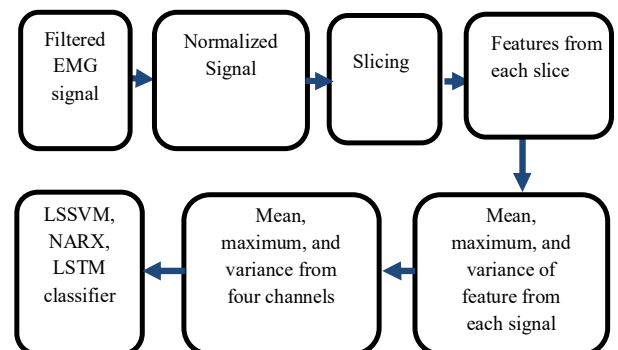 Filtered
EMG
signal
Normalized
Signal
Slicing
Features from
each slice
Mean,
maximum, and
variance of
feature from
each signal
Mean,
maximum, and
variance from
four channels
LSSVM,
NARX,
LSTM
classifier